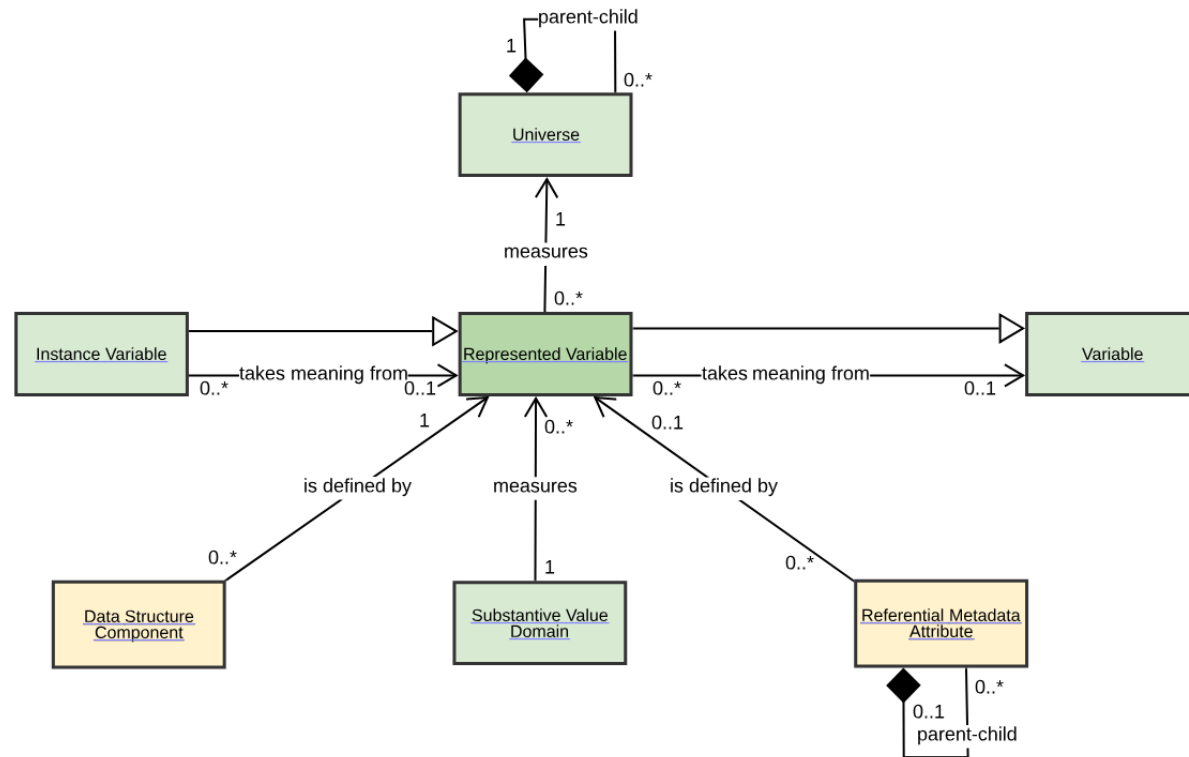 parent-child
1
0..*
Universe
1
measures
0..*
Instance Variable
Represented Variable
Variable
0..*
takes meaning from
0..1
0..*
takes meaning from
0..1
1
0..*
0..1
is defined by
measures
is defined by
0..*
1
0..*
Data Structure
Component
Substantive Value
Domain
Referential Metadata
Attribute
0..*
0..1
parent-child